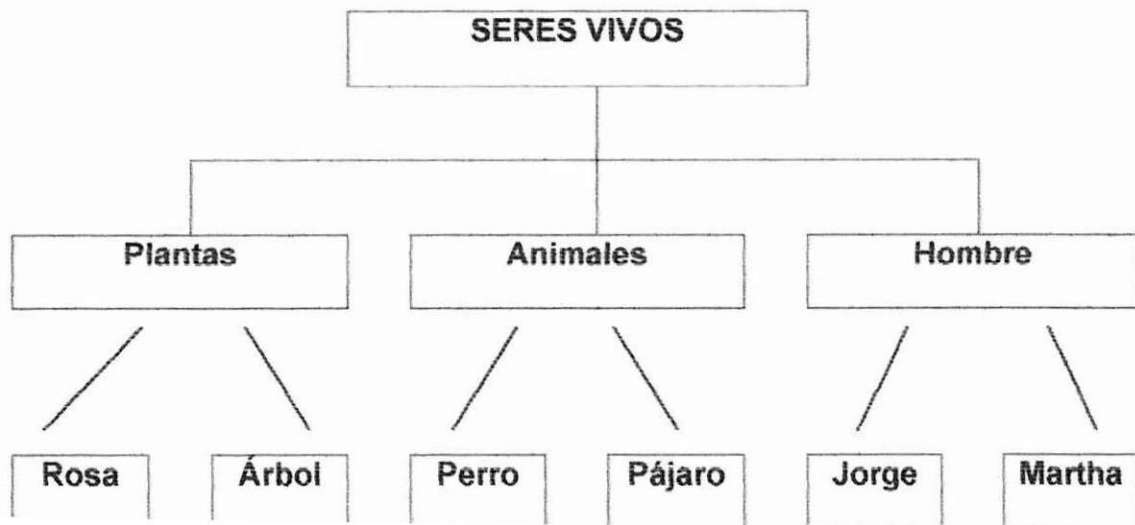 SERES VIVOS
Plantas Animales Hombre
Rosa Árbol Perro Pájaro Jorge Martha